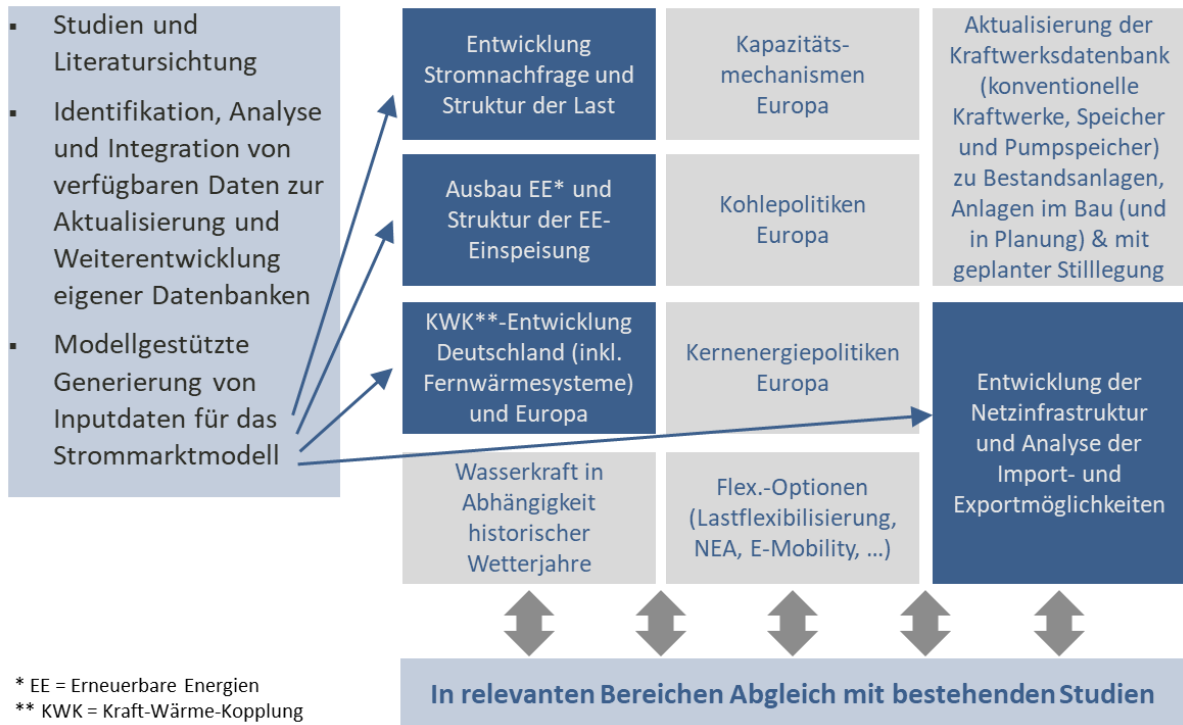 ▪ Studien und
Literatursichtung
▪ Identifikation, Analyse
und Integration von
verfügbaren Daten zur
Aktualisierung und
Weiterentwicklung
eigener Datenbanken
▪ Modellgestützte
Generierung von
Inputdaten für das
Strommarktmodell
Entwicklung
Stromnachfrage und
Struktur der Last
Kapazitäts-
mechanismen
Europa
Aktualisierung der
Kraftwerksdatenbank
(konventionelle
Kraftwerke, Speicher
und Pumpspeicher)
zu Bestandsanlagen,
Anlagen im Bau (und
in Planung) & mit
geplanter Stilllegung
Ausbau EE* und
Struktur der EE-
Einspeisung
Kohlepolitiken
Europa
KWK**-Entwicklung
Deutschland (inkl.
Fernwärmesysteme)
und Europa
Kernenergiepolitiken
Europa
Entwicklung der
Netzinfrastruktur
und Analyse der
Import- und
Exportmöglichkeiten
Wasserkraft in
Abhängigkeit
historischer
Wetterjahre
Flex.-Optionen
(Lastflexibilisierung,
NEA, E-Mobility, …)
In relevanten Bereichen Abgleich mit bestehenden Studien
* EE = Erneuerbare Energien
** KWK = Kraft-Wärme-Kopplung